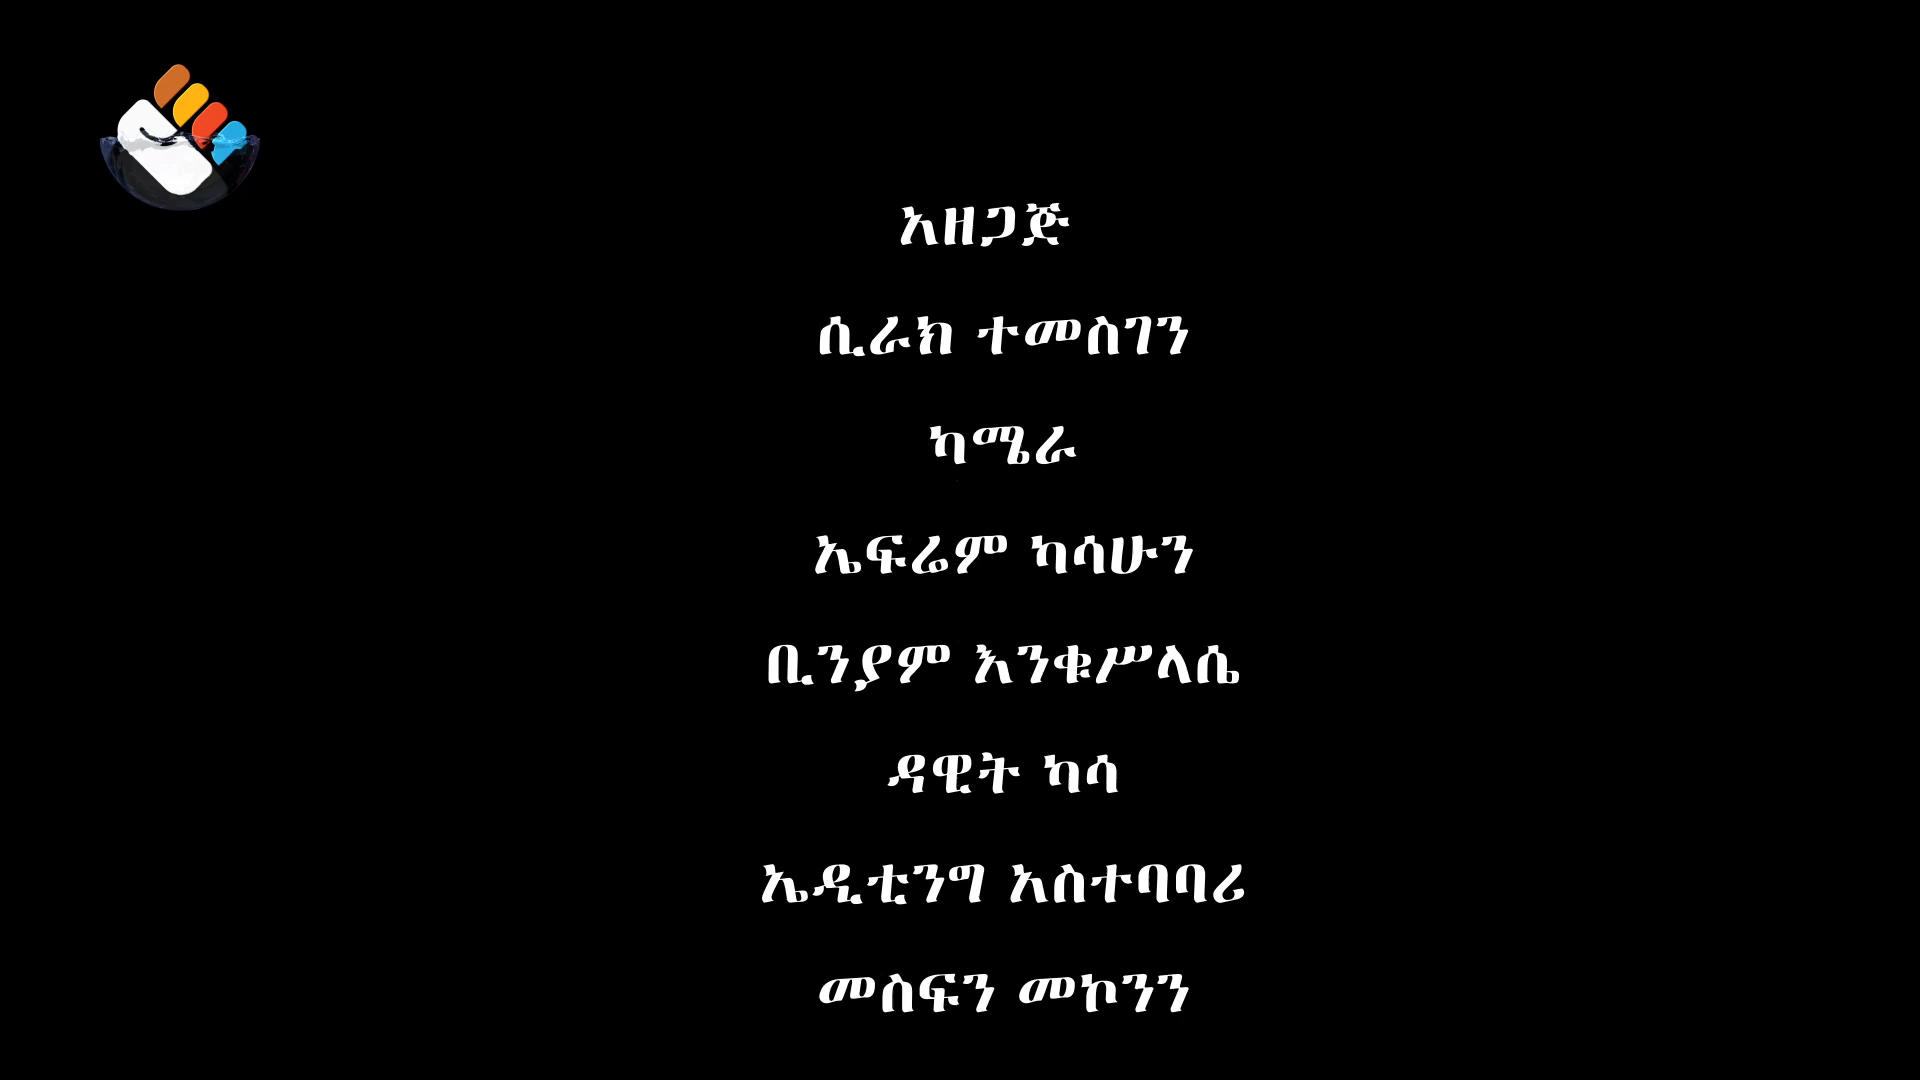 አዘጋጅ
ሲራክ ተመስገን
ካሜራ
ኤፍሬም ካሳሁን
ቢንያም እንቁሥላሴ
ዳዊት ካሳ
ኤዲቲንግ አስተባባሪ
መስፍን መኮንን